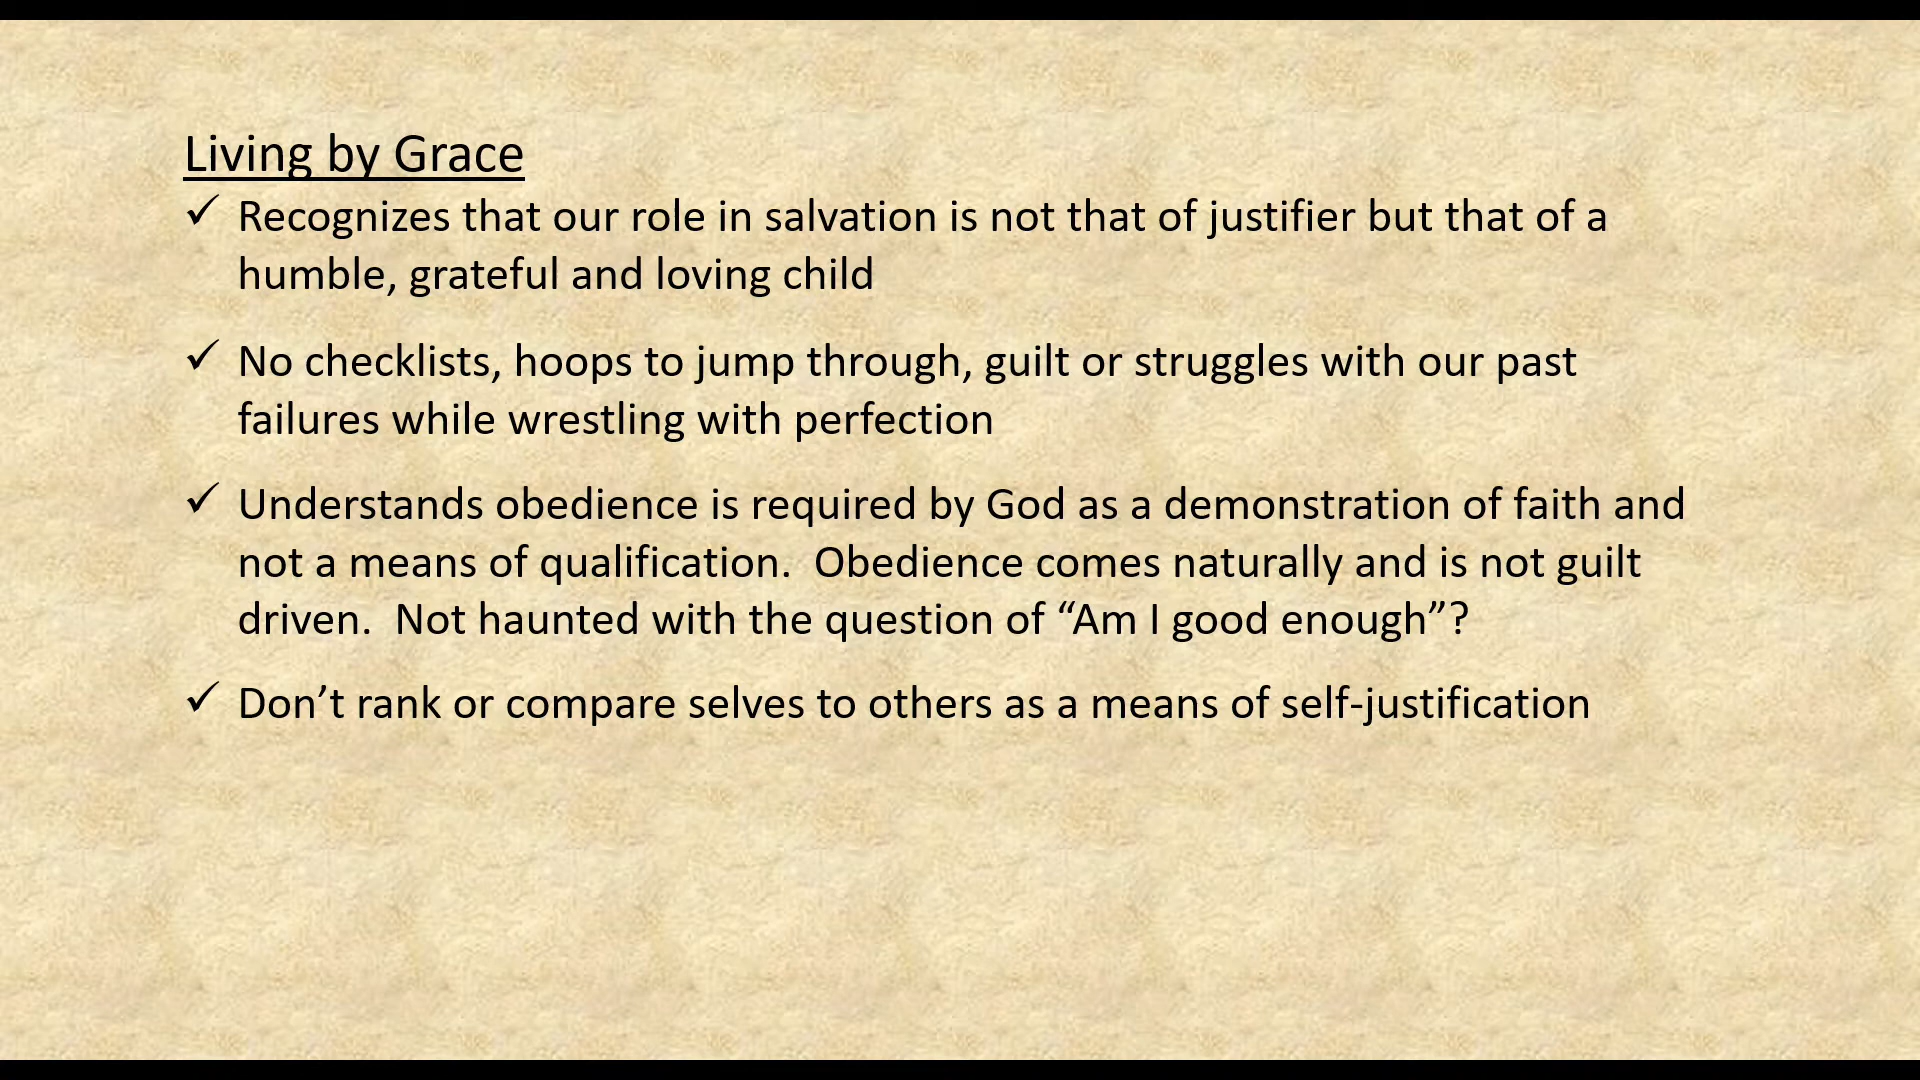 Living by Grace
✓ Recognizes that our role in salvation is not that of justifier but that of a
humble, grateful and loving child
✓ No checklists, hoops to jump through, guilt or struggles with our past
failures while wrestling with perfection
✓ Understands obedience is required by God as a demonstration of faith and
not a means of qualification.  Obedience comes naturally and is not guilt
driven.  Not haunted with the question of “Am I good enough”?
✓ Don’t rank or compare selves to others as a means of self-justification